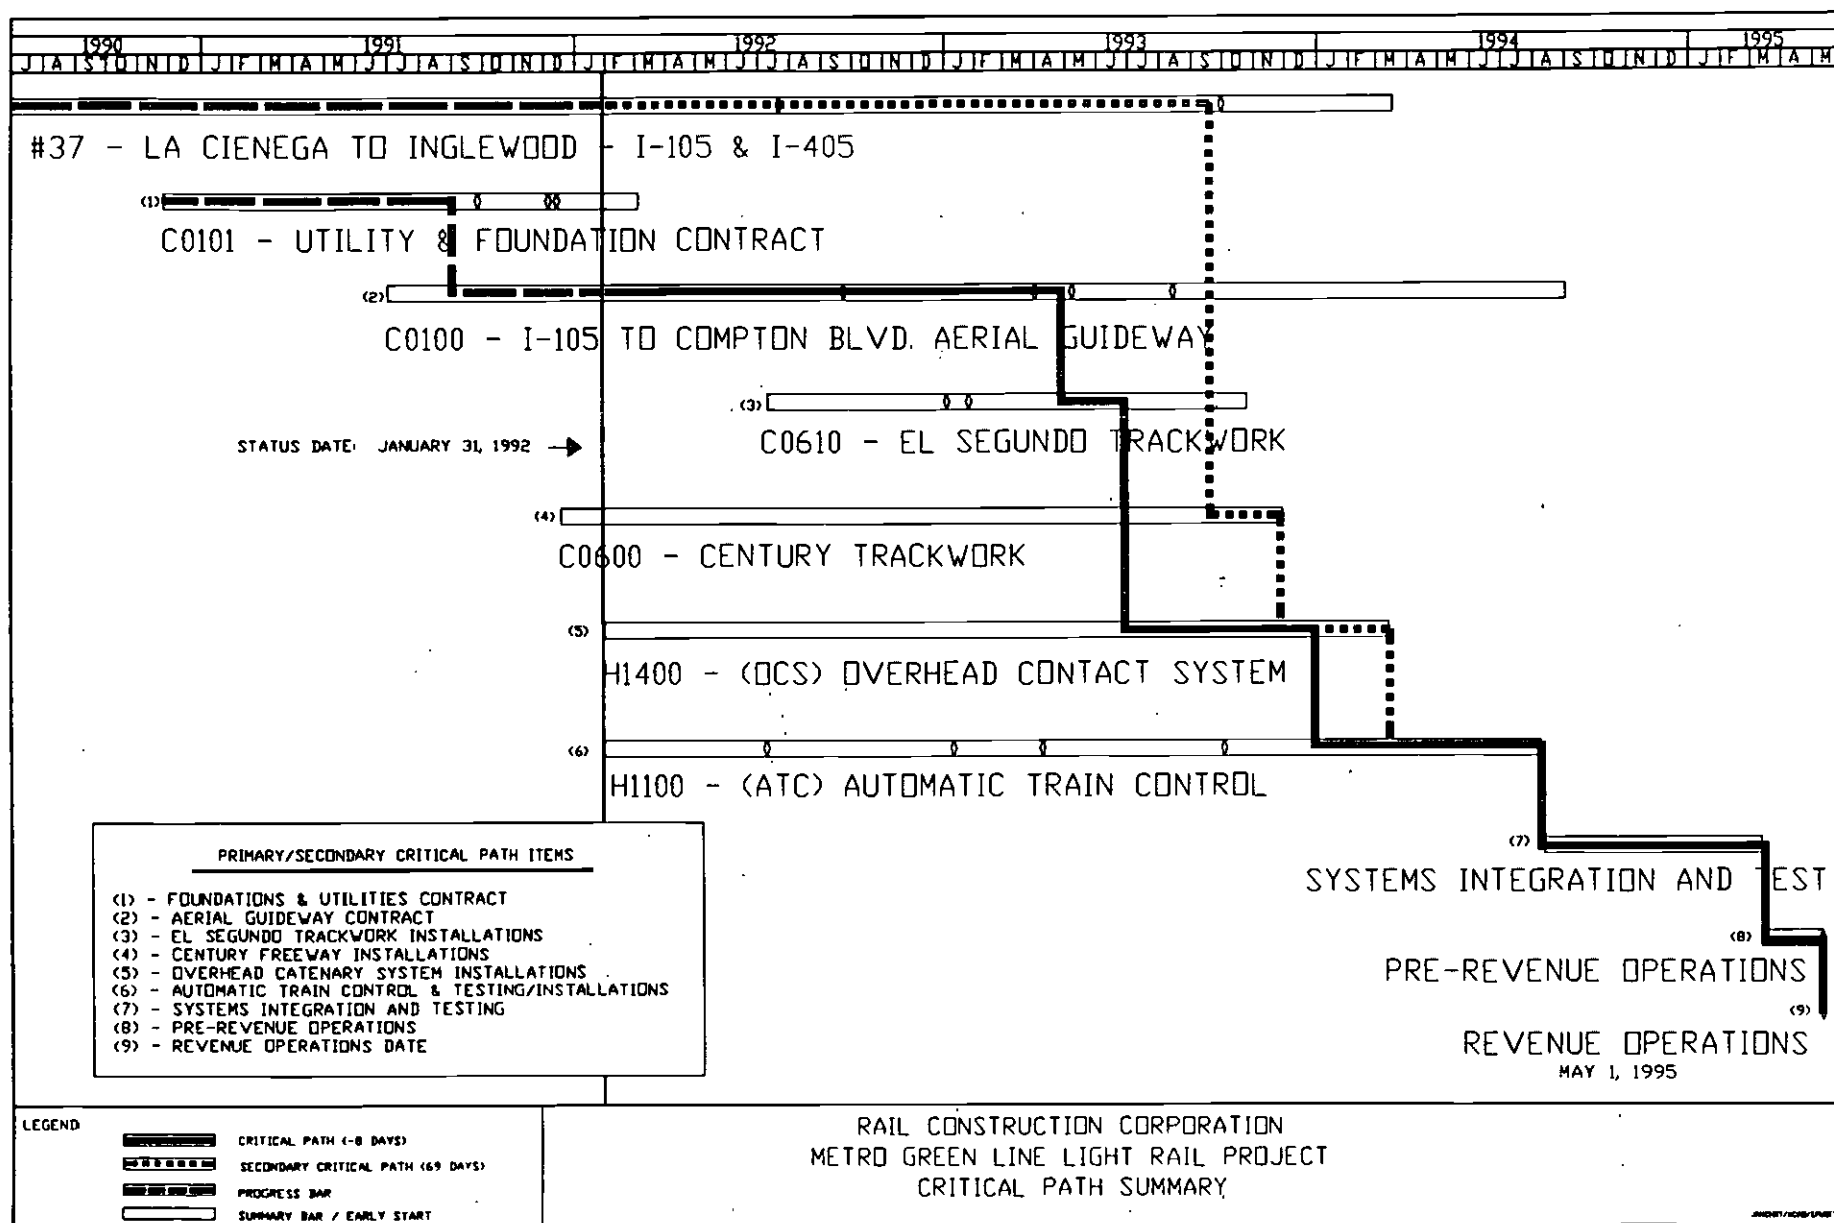 1990 1991 1992 1993 1994 1995
J A S O N D J F M A M J J A S O N D J F M A M J J A S O N D J F M A M J J A S O N D J F M A M J J A S O N D J F M A M
#37 - LA CIENEGA TO INGLEWOOD - I-105 & I-405
(1)
C0101 - UTILITY & FOUNDATION CONTRACT
(2)
C0100 - I-105 TO COMPTON BLVD. AERIAL GUIDEWAY
(3)
STATUS DATE: JANUARY 31, 1992
C0610 - EL SEGUNDO TRACKWORK
(4)
C0600 - CENTURY TRACKWORK
(5)
H1400 - (OCS) OVERHEAD CONTACT SYSTEM
(6)
H1100 - (ATC) AUTOMATIC TRAIN CONTROL
(7)
SYSTEMS INTEGRATION AND TEST
(8)
PRE-REVENUE OPERATIONS
(9)
REVENUE OPERATIONS
MAY 1, 1995
PRIMARY/SECONDARY CRITICAL PATH ITEMS
(1) - FOUNDATIONS & UTILITIES CONTRACT
(2) - AERIAL GUIDEWAY CONTRACT
(3) - EL SEGUNDO TRACKWORK INSTALLATIONS
(4) - CENTURY FREEWAY INSTALLATIONS
(5) - OVERHEAD CATENARY SYSTEM INSTALLATIONS
(6) - AUTOMATIC TRAIN CONTROL & TESTING/INSTALLATIONS
(7) - SYSTEMS INTEGRATION AND TESTING
(8) - PRE-REVENUE OPERATIONS
(9) - REVENUE OPERATIONS DATE
LEGEND
CRITICAL PATH (-8 DAYS)
SECONDARY CRITICAL PATH (69 DAYS)
PROGRESS BAR
SUMMARY BAR / EARLY START
RAIL CONSTRUCTION CORPORATION
METRO GREEN LINE LIGHT RAIL PROJECT
CRITICAL PATH SUMMARY